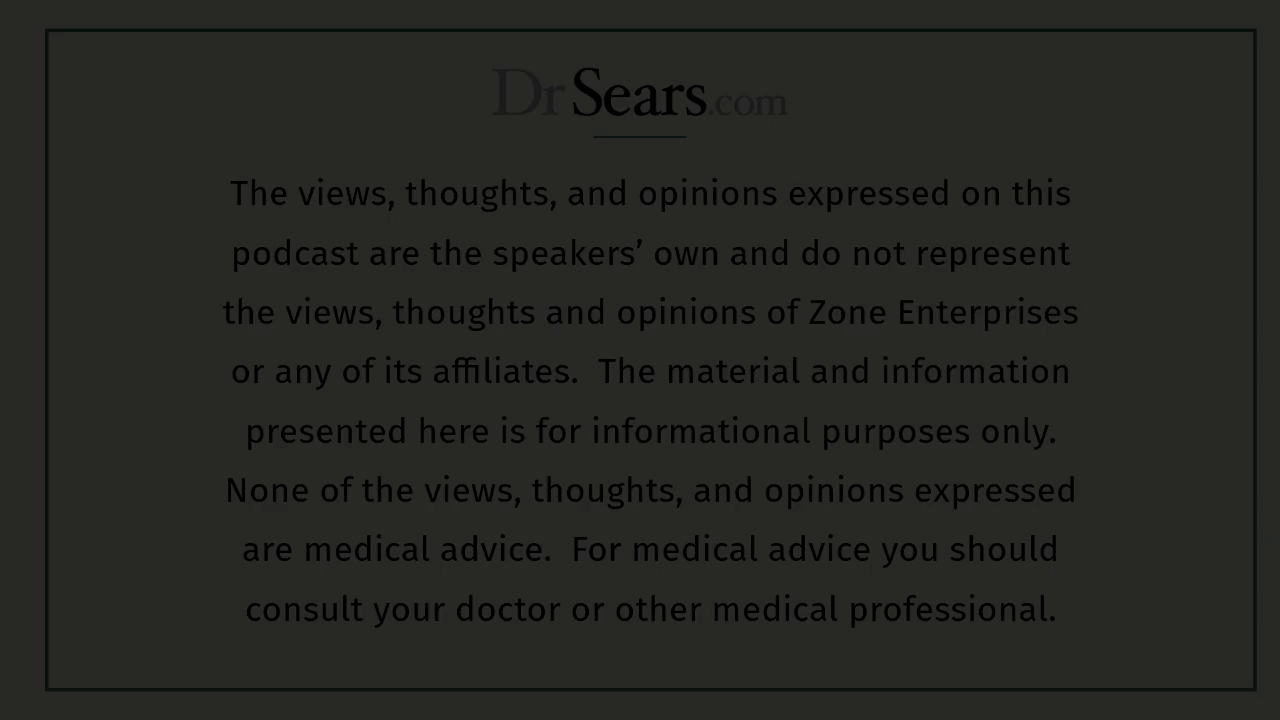 DrSears.com
The views, thoughts, and opinions expressed on this
podcast are the speakers’ own and do not represent
the views, thoughts and opinions of Zone Enterprises
or any of its affiliates.  The material and information
presented here is for informational purposes only.
None of the views, thoughts, and opinions expressed
are medical advice.  For medical advice you should
consult your doctor or other medical professional.